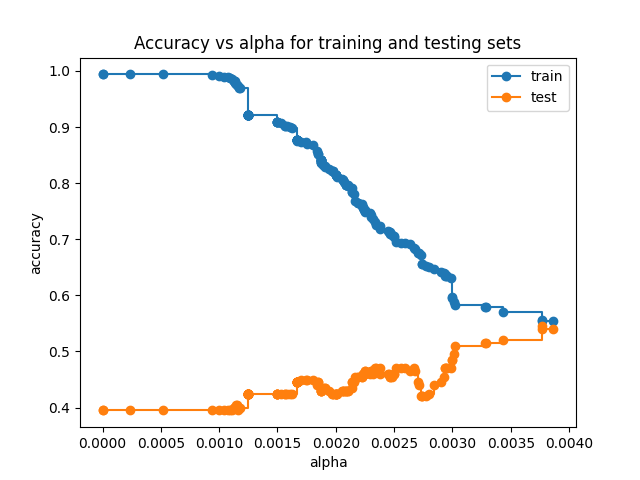 Accuracy vs alpha for training and testing sets
train
test
1.0
0.9
0.8
0.7
0.6
0.5
0.4
accuracy
0.0000 0.0005 0.0010 0.0015 0.0020 0.0025 0.0030 0.0035 0.0040
alpha